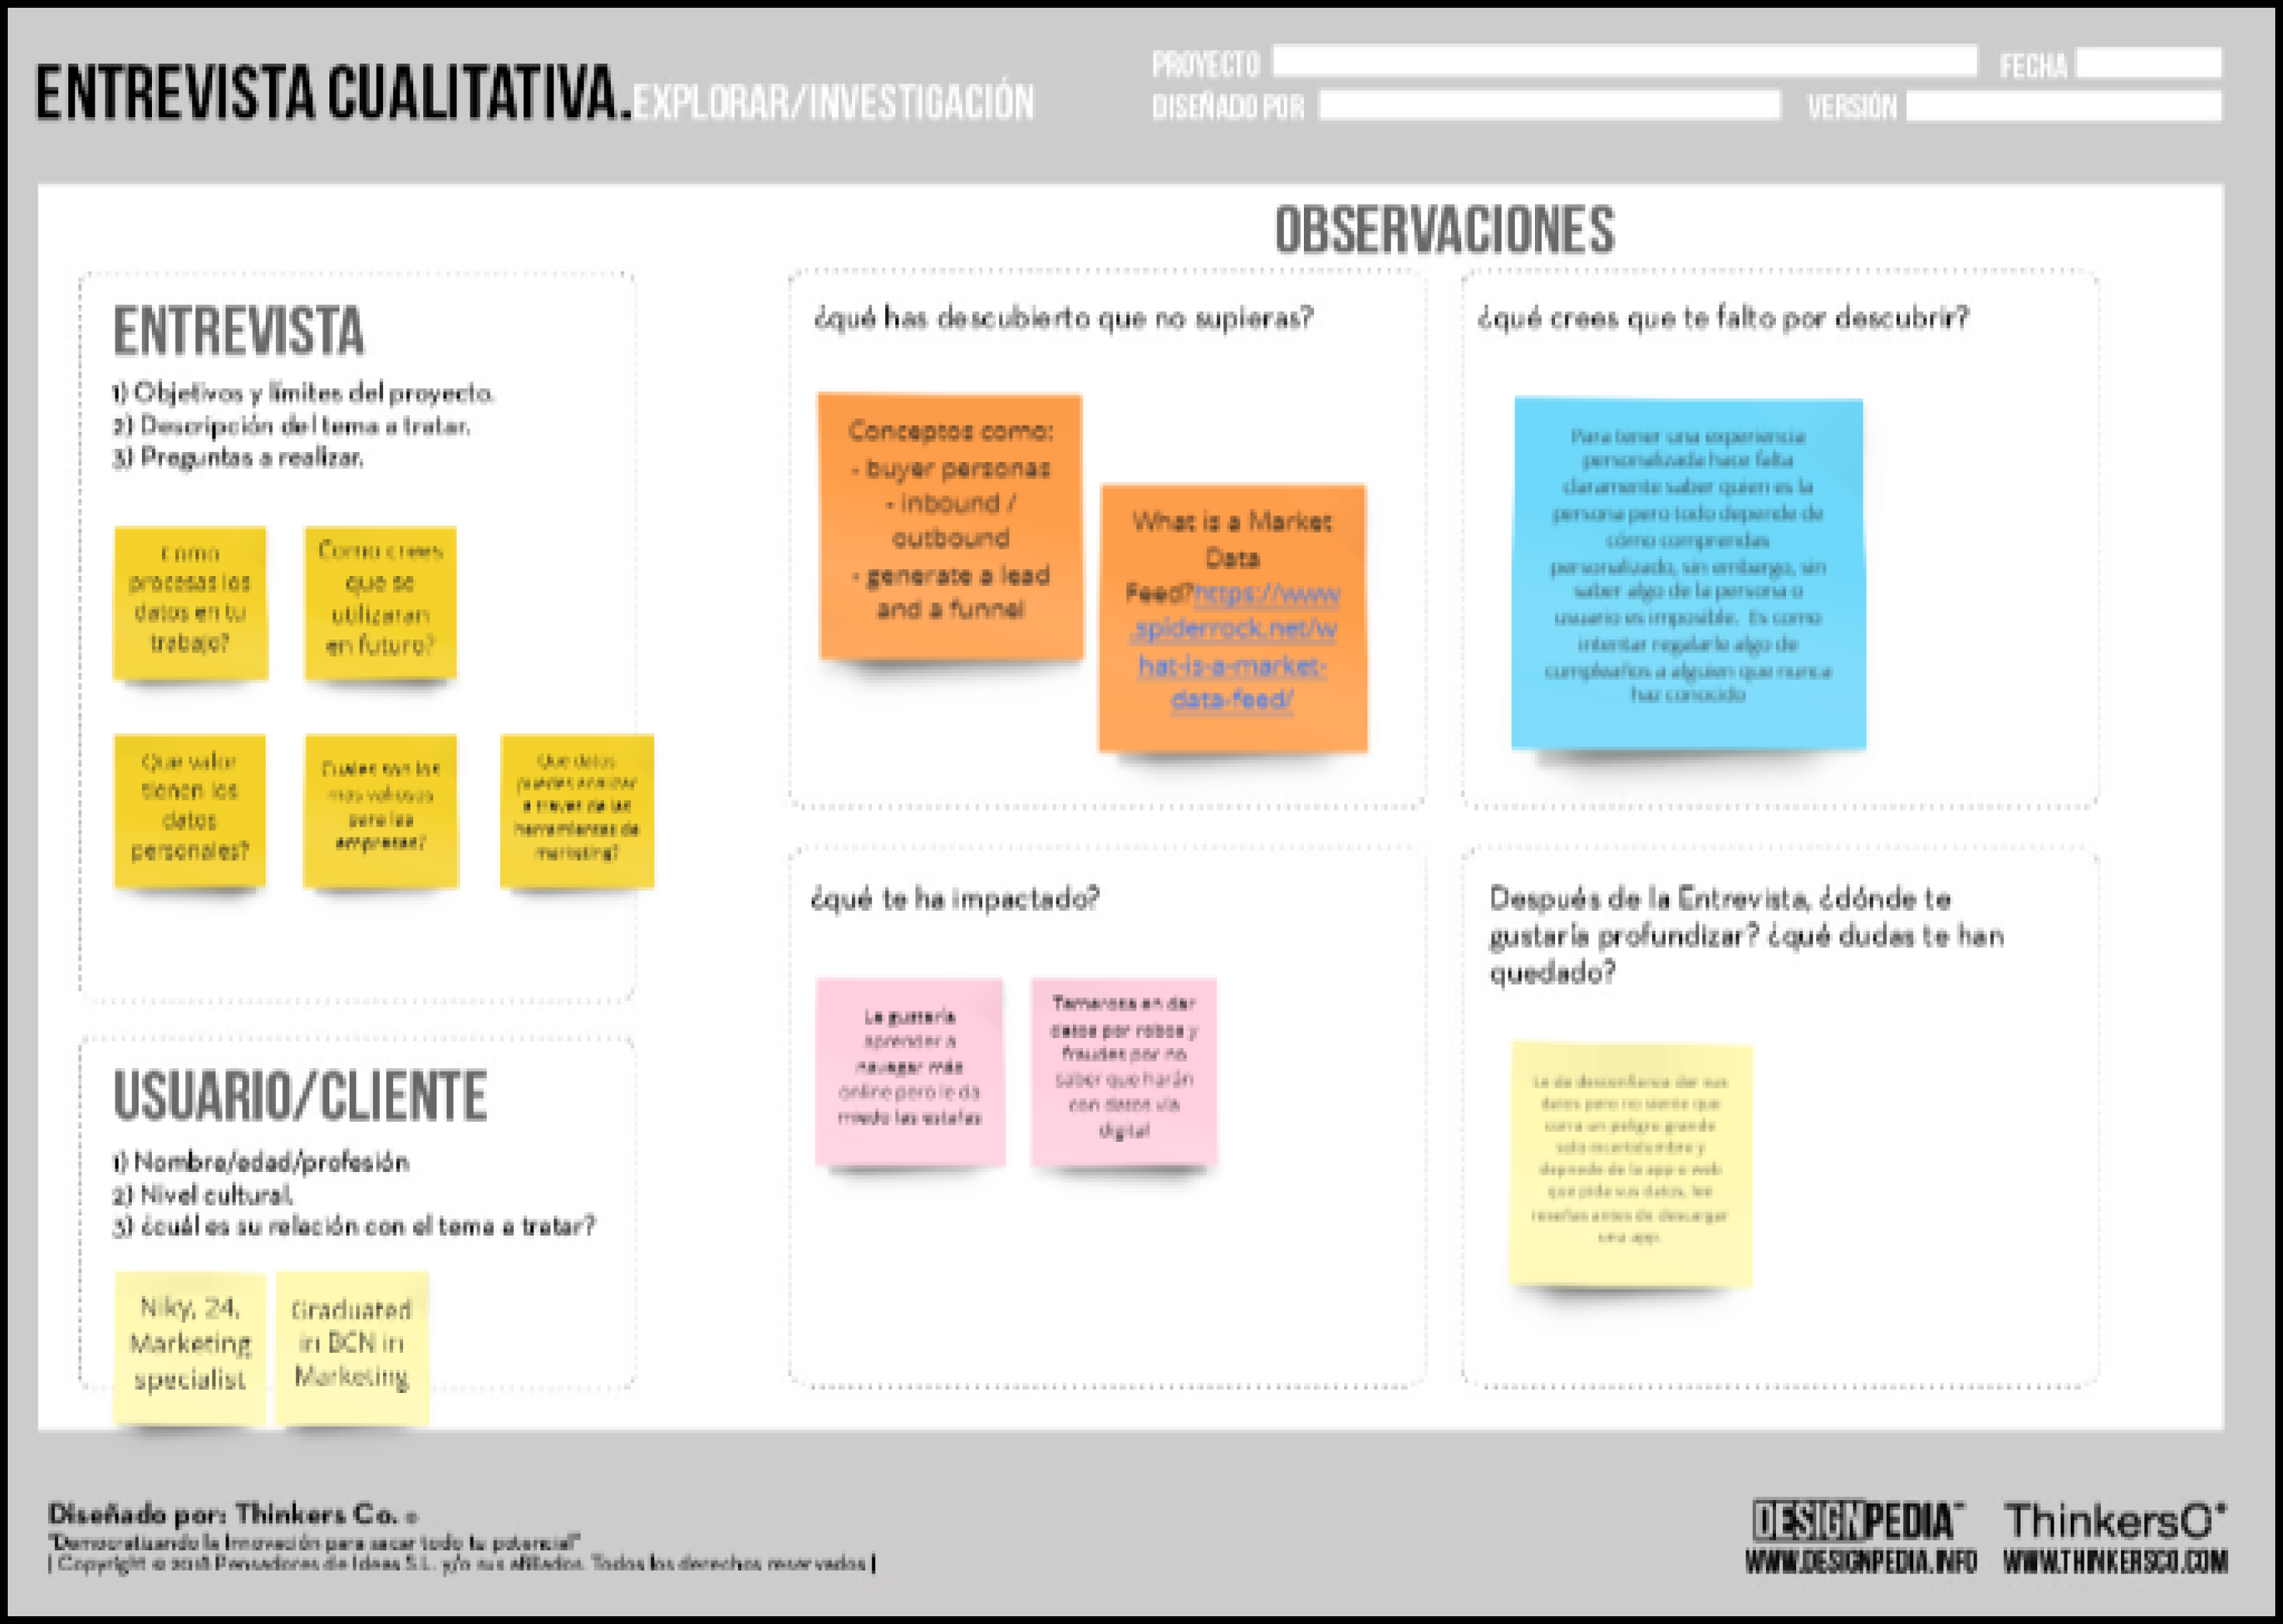 ENTREVISTA CUALITATIVA.EXPLORAR/INVESTIGACIÓN
PROYECTO
FECHA
DISEÑADO POR
VERSIÓN
OBSERVACIONES
ENTREVISTA
1) Objetivos y límites del proyecto.
2) Descripción del tema a tratar.
3) Preguntas a realizar.
Como
procesas los
datos en tu
trabajo?
Como crees
que se
utilizaran
en futuro?
Que valor
tienen los
datos
personales?
Cuales son los
mas valiosos
para las
empresas?
Que datos
puedes analizar
a traves de las
herramientas de
marketing?
USUARIO/CLIENTE
1) Nombre/edad/profesión
2) Nivel cultural.
3) ¿cuál es su relación con el tema a tratar?
Niky, 24,
Marketing
specialist
Graduated
in BCN in
Marketing
¿qué has descubierto que no supieras?
Conceptos como:
- buyer personas
- inbound /
outbound
- generate a lead
and a funnel
What is a Market
Data
Feed?https://www
.spiderrock.net/w
hat-is-a-market-
data-feed/
¿qué crees que te falto por descubrir?
Para tener una experiencia
personalizada hace falta
claramente saber quien es la
persona pero todo depende de
cómo comprendas
personalizado, sin embargo, sin
saber algo de la persona o
usuario es imposible. Es como
intentar regalarle algo de
cumpleaños a alguien que nunca
haz conocido
¿qué te ha impactado?
Le gustaría
aprender a
navegar más
online pero le da
miedo las estafas
Temerosa en dar
datos por robos y
fraudes por no
saber que harán
con datos vía
digital
Después de la Entrevista, ¿dónde te
gustaría profundizar? ¿qué dudas te han
quedado?
Le da desconfianza dar sus
datos pero no siente que
corra un peligro grande
solo incertidumbre y
depende de la app o web
que pida sus datos, lee
reseñas antes de descargar
una app.
Diseñado por: Thinkers Co. ©
"Democratizando la Innovación para sacar todo tu potencial"
| Copyright © 2018 Pensadores de Ideas S.L. y/o sus afiliados. Todos los derechos reservados |
DESIGNPEDIA™
WWW.DESIGNPEDIA.INFO
ThinkersCo
WWW.THINKERSCO.COM